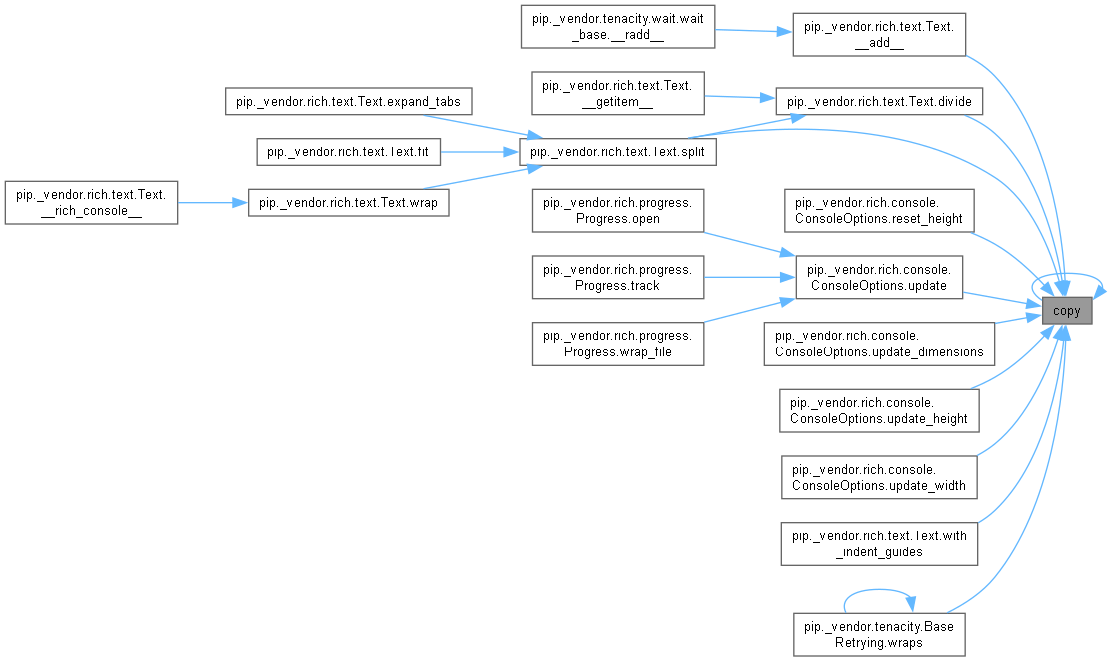 pip._vendor.tenacity.wait.wait
_base.__radd__
pip._vendor.rich.text.Text.
__add__
pip._vendor.rich.text.Text.
__getitem__
pip._vendor.rich.text.Text.divide
pip._vendor.rich.text.Text.expand_tabs
pip._vendor.rich.text.Text.fit
pip._vendor.rich.text.Text.split
pip._vendor.rich.text.Text.
__rich_console__
pip._vendor.rich.text.Text.wrap
pip._vendor.rich.progress.
Progress.open
pip._vendor.rich.console.
ConsoleOptions.reset_height
pip._vendor.rich.progress.
Progress.track
pip._vendor.rich.console.
ConsoleOptions.update
copy
pip._vendor.rich.progress.
Progress.wrap_file
pip._vendor.rich.console.
ConsoleOptions.update_dimensions
pip._vendor.rich.console.
ConsoleOptions.update_height
pip._vendor.rich.console.
ConsoleOptions.update_width
pip._vendor.rich.text.Text.with
_indent_guides
pip._vendor.tenacity.Base
Retrying.wraps